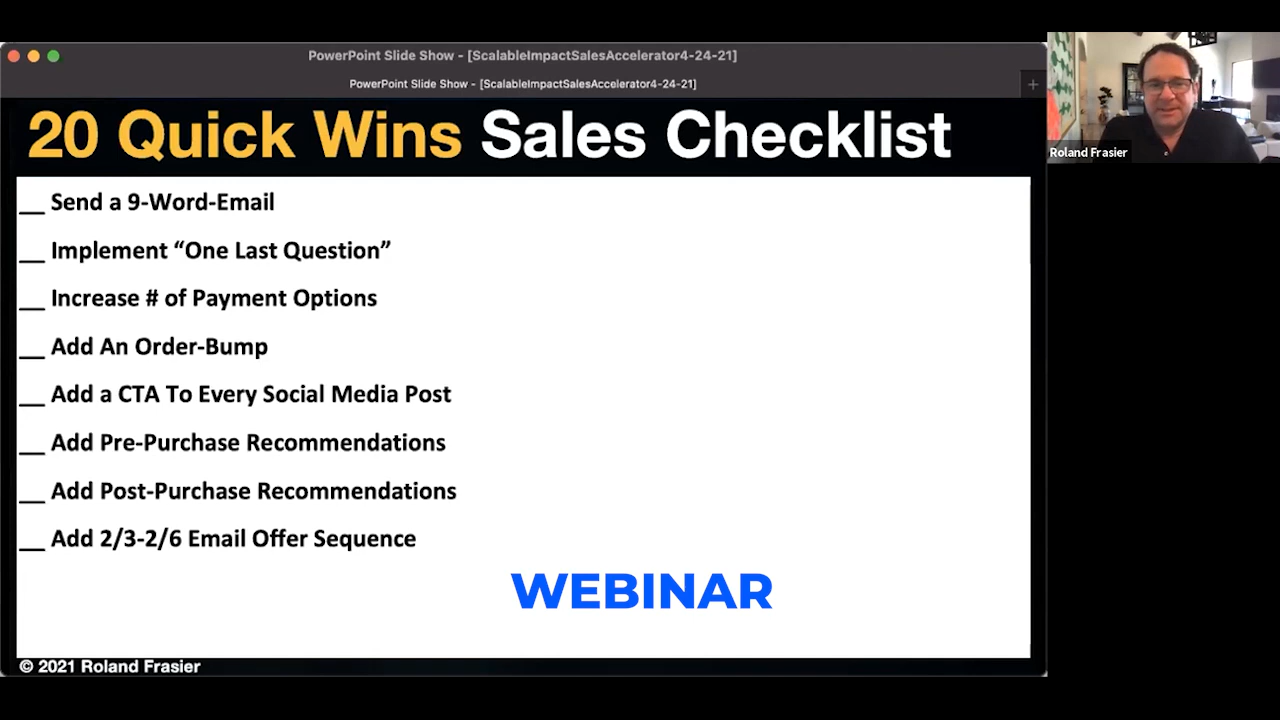 PowerPoint Slide Show - [ScalableImpactSalesAccelerator4-24-21]
PowerPoint Slide Show - [ScalableImpactSalesAccelerator4-24-21]
+
20 Quick Wins Sales Checklist
__ Send a 9-Word-Email
__ Implement “One Last Question”
__ Increase # of Payment Options
__ Add An Order-Bump
__ Add a CTA To Every Social Media Post
__ Add Pre-Purchase Recommendations
__ Add Post-Purchase Recommendations
__ Add 2/3-2/6 Email Offer Sequence
WEBINAR
© 2021 Roland Frasier
Roland Frasier